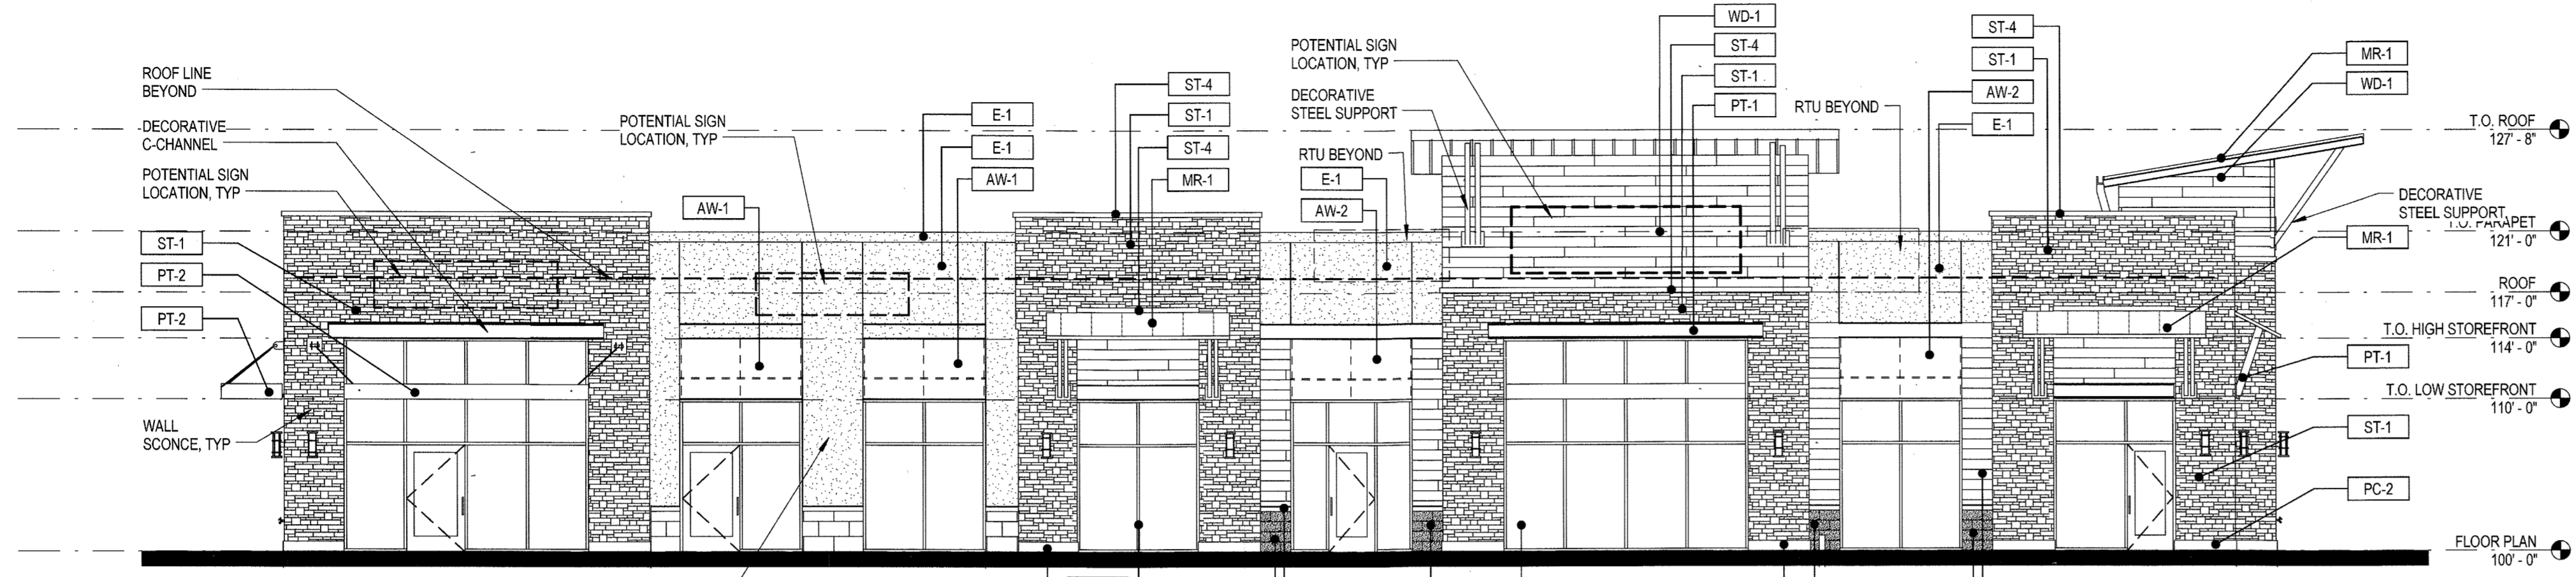 ROOF LINE
BEYOND
DECORATIVE
C-CHANNEL
POTENTIAL SIGN
LOCATION, TYP
ST-1
PT-2
PT-2
WALL
SCONCE, TYP
AW-1
POTENTIAL SIGN
LOCATION, TYP
E-1
E-1
AW-1
ST-4
ST-1
ST-4
MR-1
POTENTIAL SIGN
LOCATION, TYP
DECORATIVE
STEEL SUPPORT
RTU BEYOND
E-1
AW-2
WD-1
ST-4
ST-1
PT-1
RTU BEYOND
ST-4
ST-1
AW-2
E-1
MR-1
WD-1
T.O. ROOF
127' - 8"
DECORATIVE
STEEL SUPPORT
T.O. PARAPET
121' - 0"
MR-1
ROOF
117' - 0"
T.O. HIGH STOREFRONT
114' - 0"
PT-1
T.O. LOW STOREFRONT
110' - 0"
ST-1
PC-2
FLOOR PLAN
100' - 0"